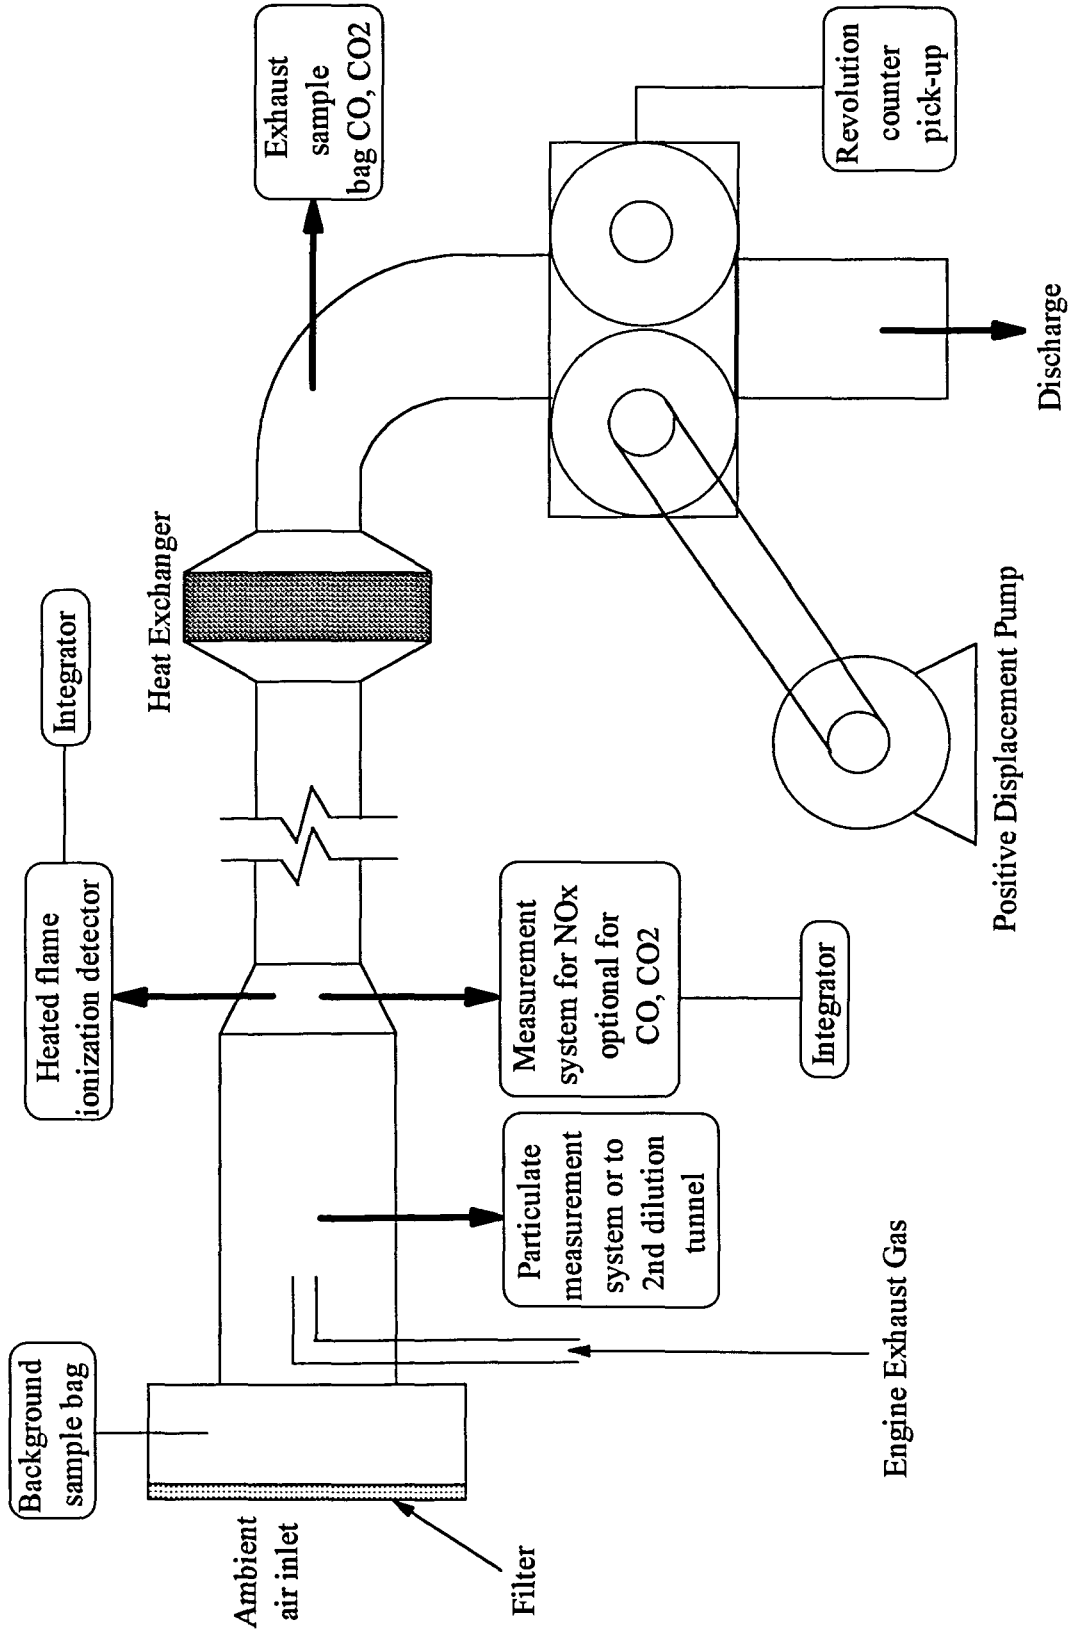 Background
sample bag
Ambient
air inlet
Filter
Engine Exhaust Gas
Particulate
measurement
system or to
2nd dilution
tunnel
Heated flame
ionization detector
Integrator
Measurement
system for NOx
optional for
CO, CO2
Integrator
Heat Exchanger
Exhaust
sample
bag CO, CO2
Positive Displacement Pump
Revolution
counter
pick-up
Discharge